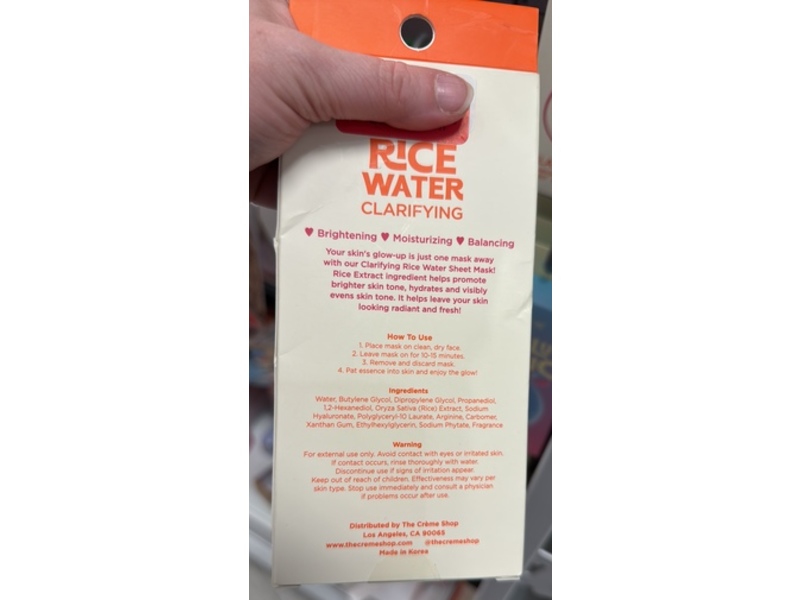 RICE
WATER
CLARIFYING
♥ Brightening ♥ Moisturizing ♥ Balancing
Your skin's glow-up is just one mask away
with our Clarifying Rice Water Sheet Mask!
Rice Extract ingredient helps promote
brighter skin tone, hydrates and visibly
evens skin tone. It helps leave your skin
looking radiant and fresh!
How To Use
1. Place mask on clean, dry face.
2. Leave mask on for 10-15 minutes.
3. Remove and discard mask.
4. Pat essence into skin and enjoy the glow!
Ingredients
Water, Butylene Glycol, Dipropylene Glycol, Propanediol,
1,2-Hexanediol, Oryza Sativa (Rice) Extract, Sodium
Hyaluronate, Polyglyceryl-10 Laurate, Arginine, Carbomer,
Xanthan Gum, Ethylhexylglycerin, Sodium Phytate, Fragrance
Warning
For external use only. Avoid contact with eyes or irritated skin.
If contact occurs, rinse thoroughly with water.
Discontinue use if signs of irritation appear.
Keep out of reach of children. Effectiveness may vary per
skin type. Stop use immediately and consult a physician
if problems occur after use.
Distributed by The Crème Shop
Los Angeles, CA 90065
www.thecremeshop.com @thecremeshop
Made in Korea